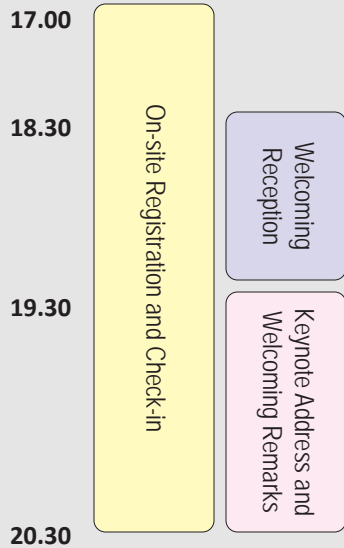 17.00
18.30
19.30
20.30
On-site Registration and Check-in
Welcoming
Reception
Keynote Address and
Welcoming Remarks